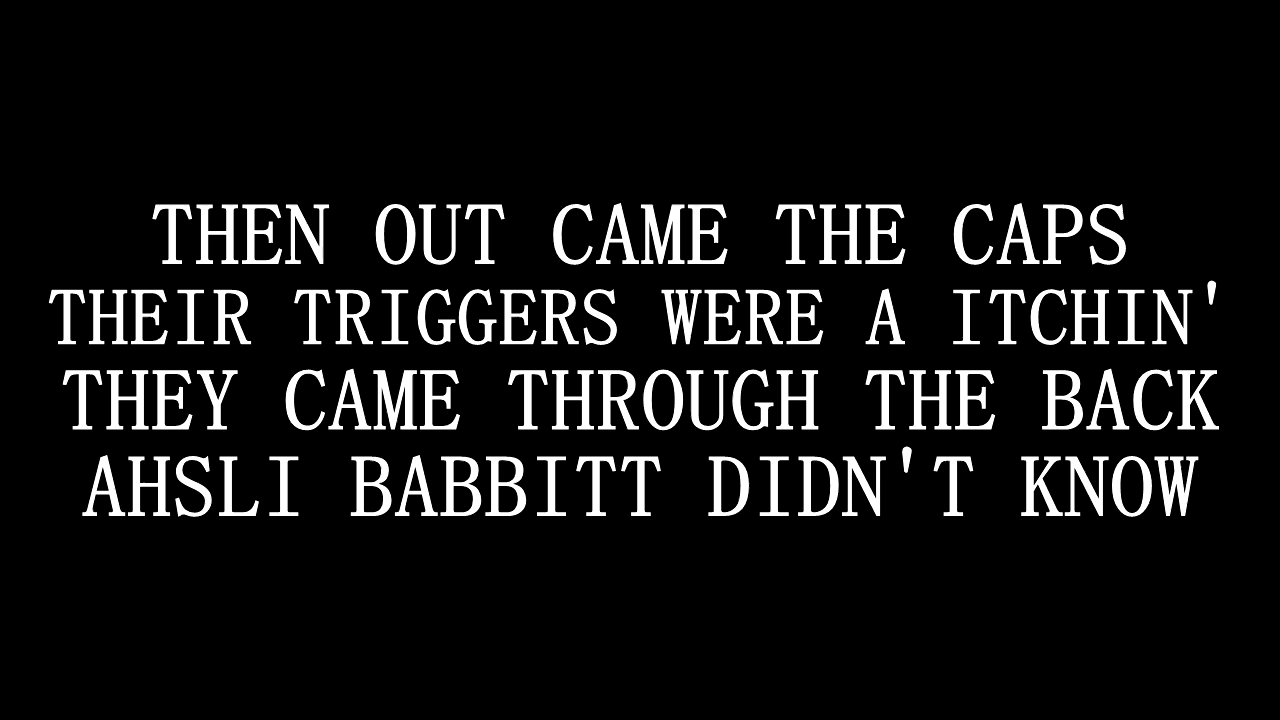 THEN OUT CAME THE CAPS
THEIR TRIGGERS WERE A ITCHIN'
THEY CAME THROUGH THE BACK
AHSLI BABBITT DIDN'T KNOW